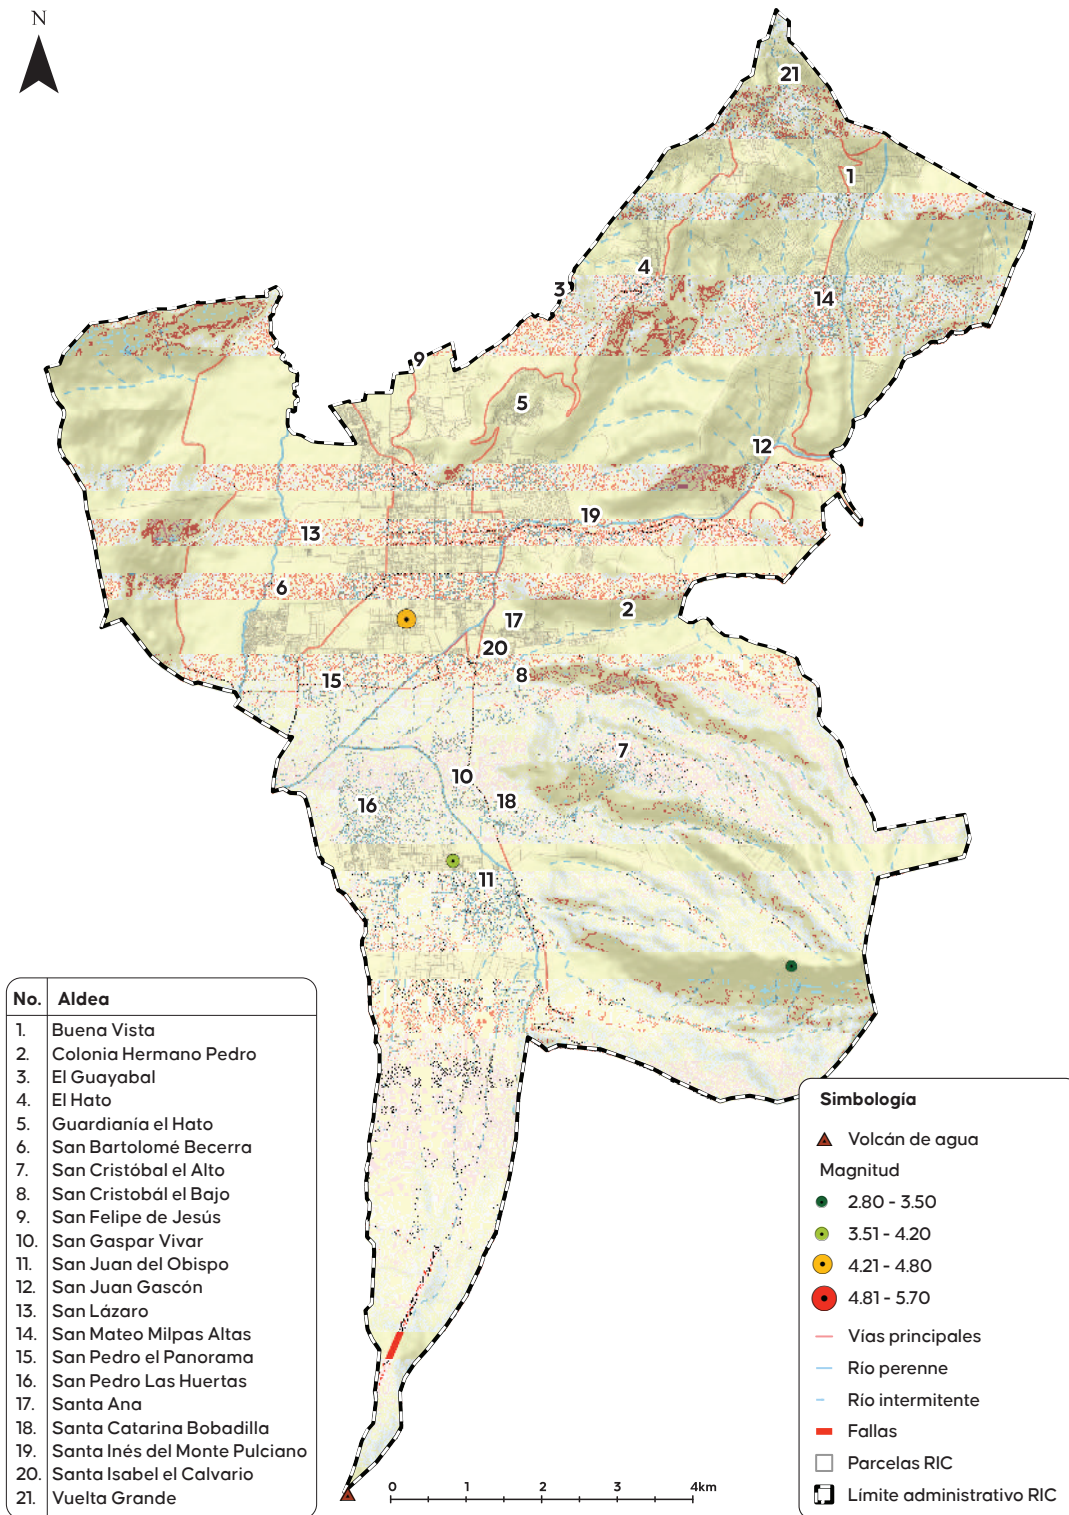 N
21
1
4
3
14
9
5
12
19
13
6
2
17
20
8
15
7
10
18
16
11
No. Aldea
1. Buena Vista
2. Colonia Hermano Pedro
3. El Guayabal
4. El Hato
5. Guardianía el Hato
6. San Bartolomé Becerra
7. San Cristóbal el Alto
8. San Cristobál el Bajo
9. San Felipe de Jesús
10. San Gaspar Vivar
11. San Juan del Obispo
12. San Juan Gascón
13. San Lázaro
14. San Mateo Milpas Altas
15. San Pedro el Panorama
16. San Pedro Las Huertas
17. Santa Ana
18. Santa Catarina Bobadilla
19. Santa Inés del Monte Pulciano
20. Santa Isabel el Calvario
21. Vuelta Grande
0 1 2 3 4km
Simbología
Volcán de agua
Magnitud
2.80 - 3.50
3.51 - 4.20
4.21 - 4.80
4.81 - 5.70
Vías principales
Río perenne
Río intermitente
Fallas
Parcelas RIC
Límite administrativo RIC